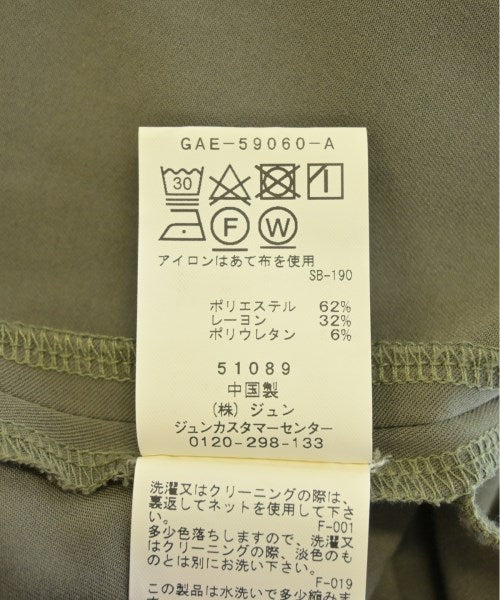 GAE-59060-A
30
F W
アイロンはあて布を使用
SB-190
ポリエステル 62%
レーヨン 32%
ポリウレタン 6%
51089
中国製
(株) ジュン
ジュンカスタマーセンター
0120-298-133
洗濯又はクリーニングの際は、
裏返してネットを使用して下さ
い。 F-001
多少色落ちしますので、洗濯又
はクリーニングの際、淡色のも
のとは別にお洗い下さい。
F-019
この製品は水洗いで多少縮みま